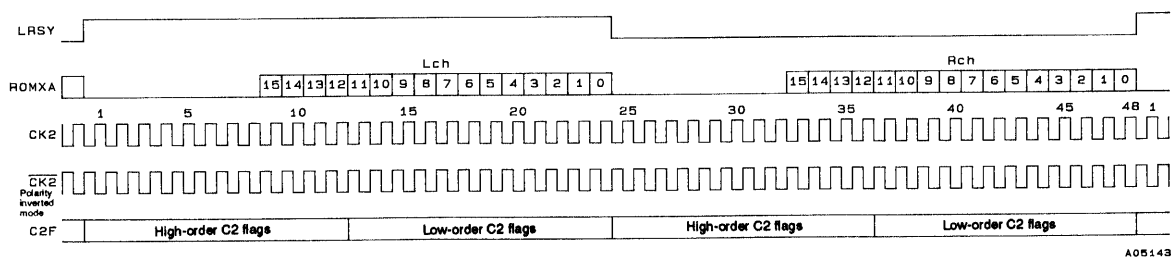 LRSY
Lch
Rch
ROMXA
15 14 13 12 11 10 9 8 7 6 5 4 3 2 1 0
15 14 13 12 11 10 9 8 7 6 5 4 3 2 1 0
1 5 10 15 20 25 30 35 40 45 48 1
CK2
CK2
Polarity
inverted
mode
C2F
High-order C2 flags
Low-order C2 flags
High-order C2 flags
Low-order C2 flags
A05143